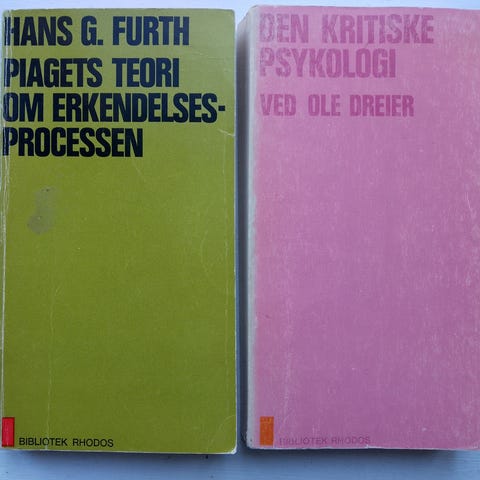 HANS G. FURTH
PIAGETS TEORI
OM ERKENDELSES-
PROCESSEN
BIBLIOTEK RHODOS
DEN KRITISKE
PSYKOLOGI
VED OLE DREIER
BIBLIOTEK RHODOS